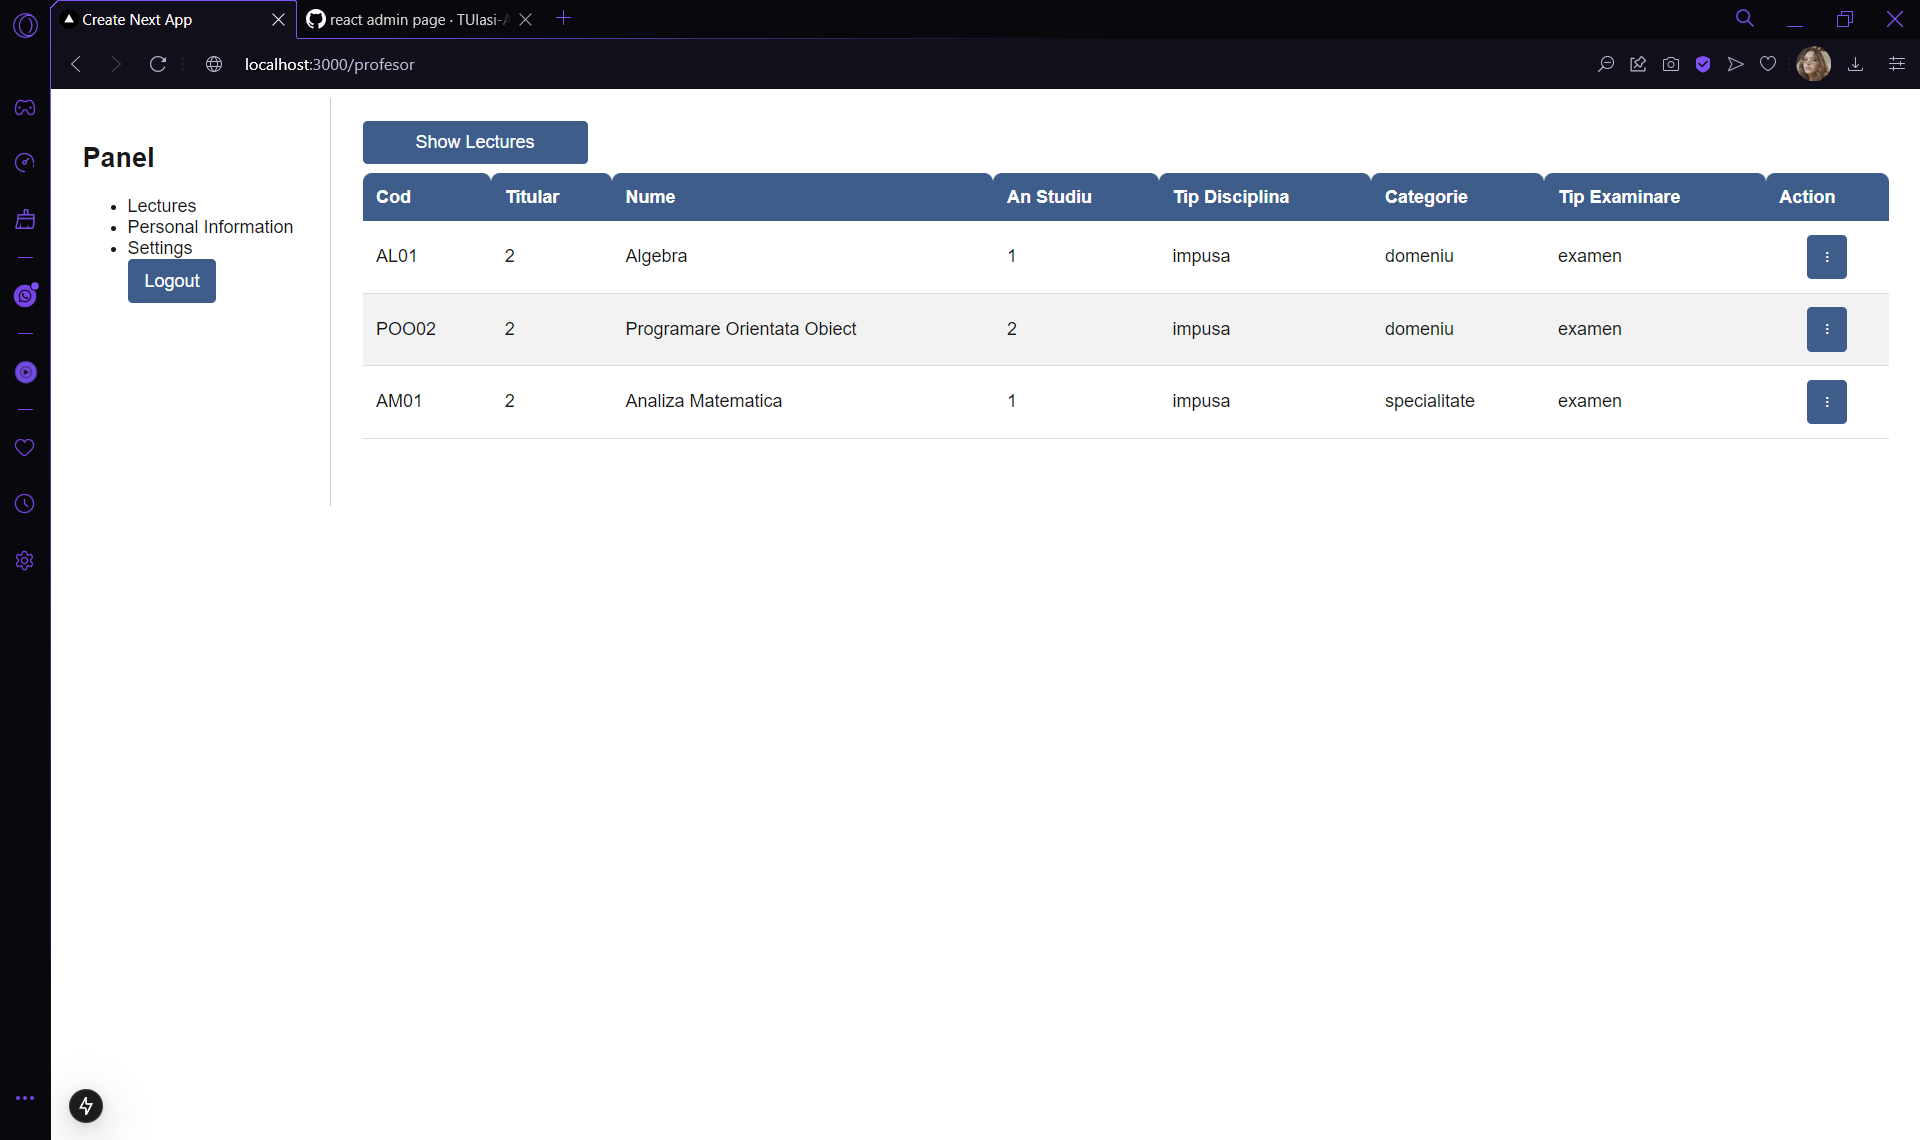 Create Next App
react admin page · TUIasi-A
localhost:3000/profesor
Panel
Lectures
Personal Information
Settings
Logout
Show Lectures
Cod Titular Nume An Studiu Tip Disciplina Categorie Tip Examinare Action
AL01 2 Algebra 1 impusa domeniu examen
POO02 2 Programare Orientata Obiect 2 impusa domeniu examen
AM01 2 Analiza Matematica 1 impusa specialitate examen